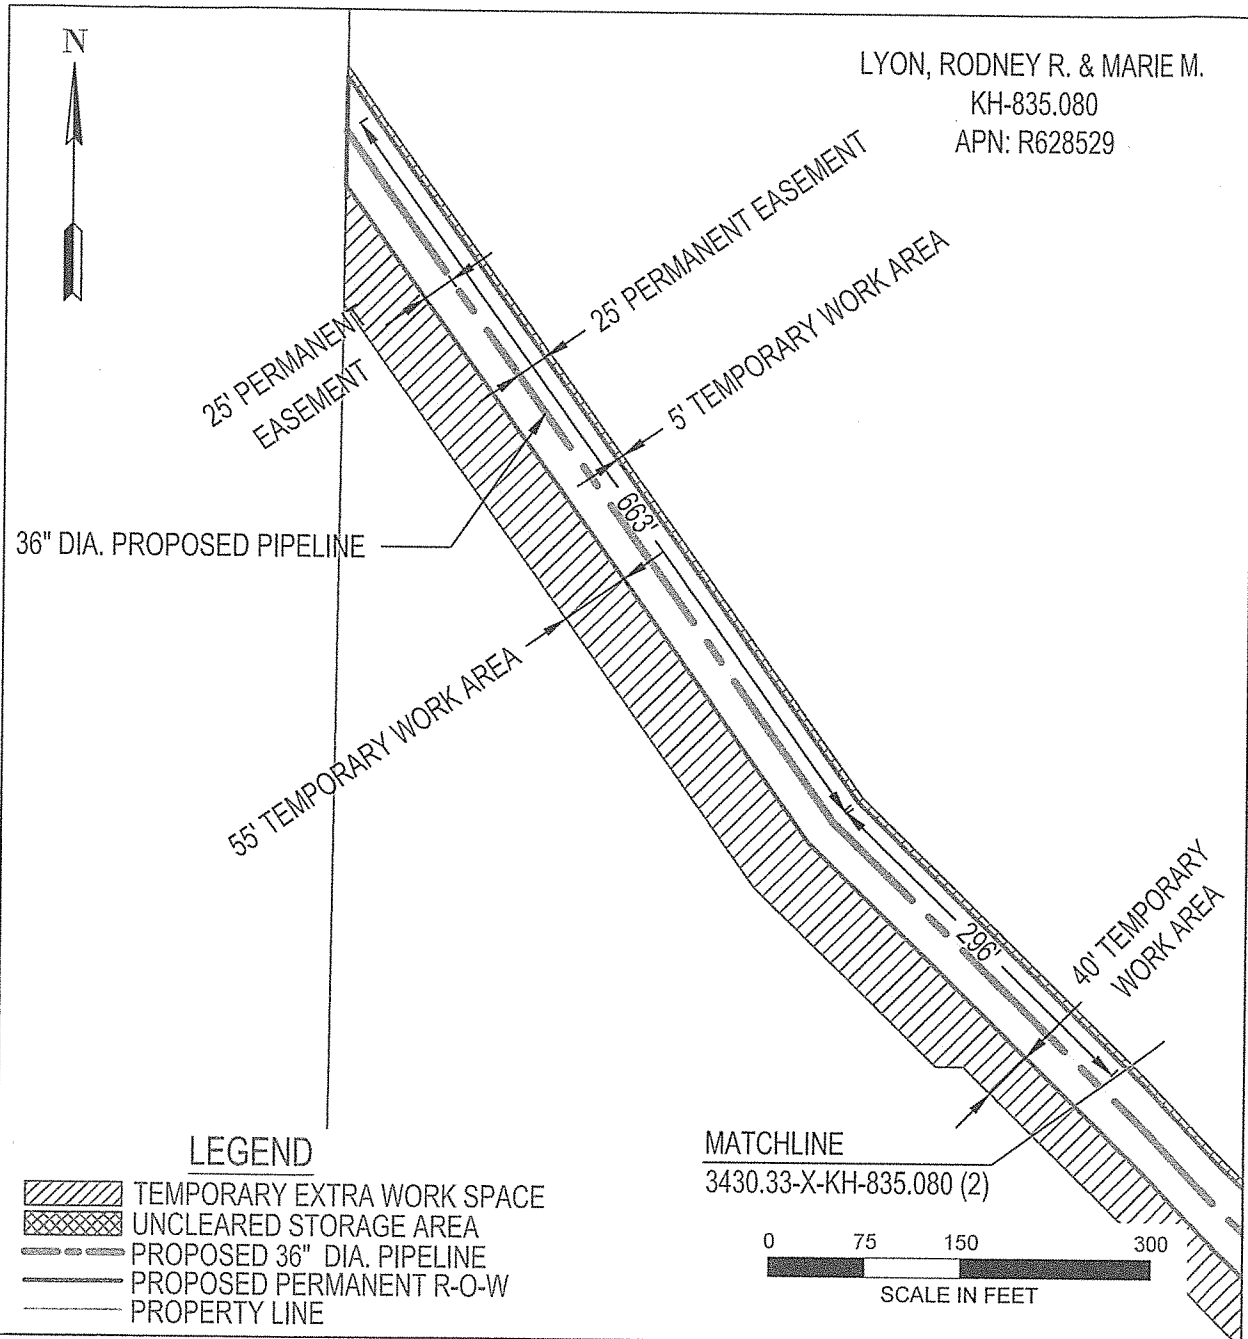 N
LYON, RODNEY R. & MARIE M.
KH-835.080
APN: R628529
25' PERMANENT EASEMENT
5' TEMPORARY WORK AREA
25' PERMANENT
EASEMENT
36" DIA. PROPOSED PIPELINE
663'
55' TEMPORARY WORK AREA
296'
40' TEMPORARY
WORK AREA
MATCHLINE
3430.33-X-KH-835.080 (2)
LEGEND
TEMPORARY EXTRA WORK SPACE
UNCLEARED STORAGE AREA
PROPOSED 36" DIA. PIPELINE
PROPOSED PERMANENT R-O-W
PROPERTY LINE
0 75 150 300
SCALE IN FEET